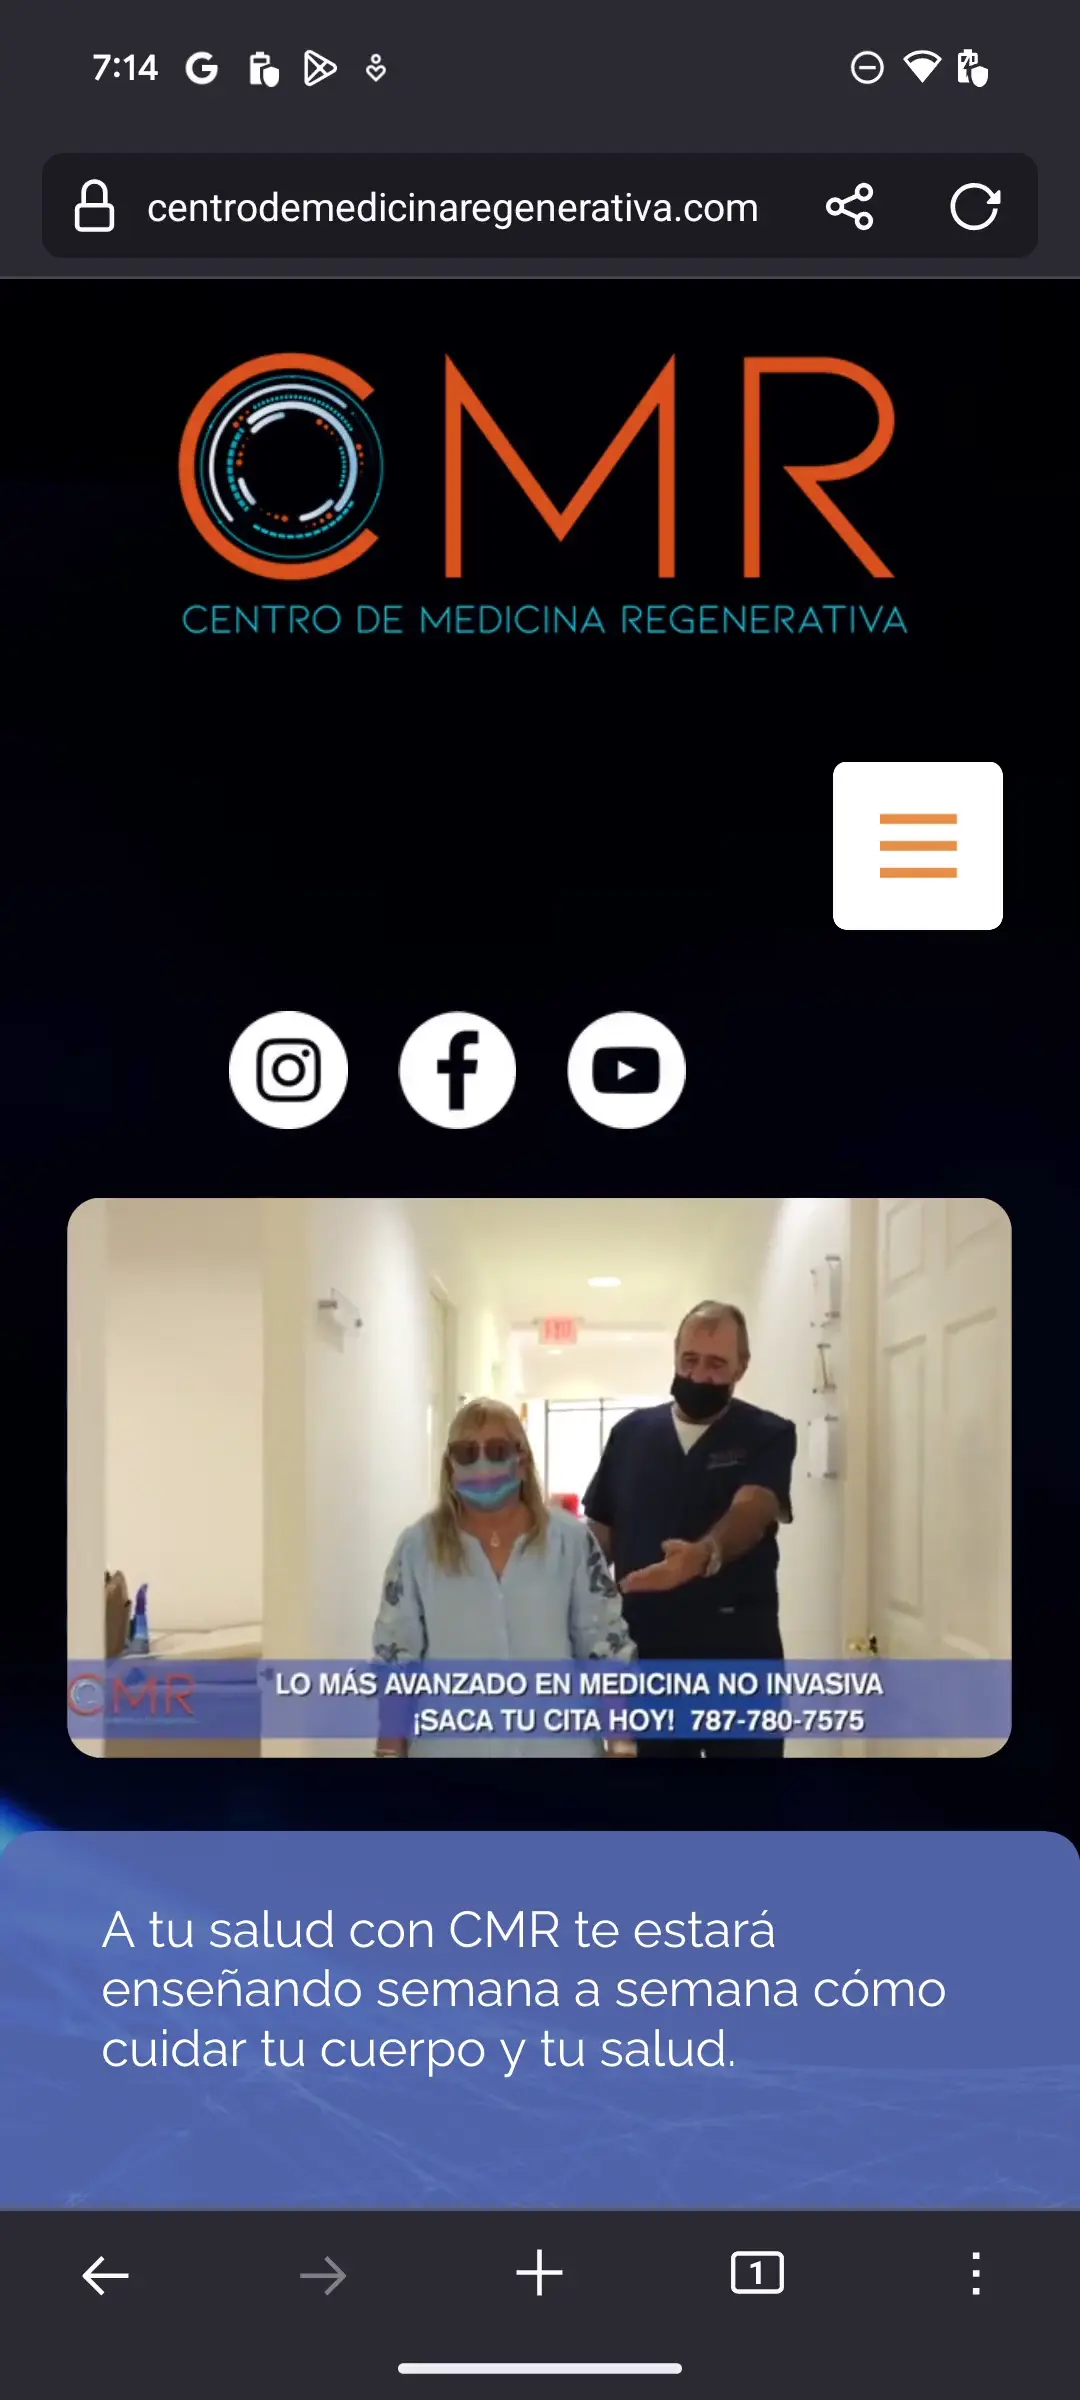 7:14
centrodemedicinaregenerativa.com
CMR
CENTRO DE MEDICINA REGENERATIVA
EXIT
CMR
LO MÁS AVANZADO EN MEDICINA NO INVASIVA
¡SACA TU CITA HOY! 787-780-7575
A tu salud con CMR te estará
enseñando semana a semana cómo
cuidar tu cuerpo y tu salud.
1